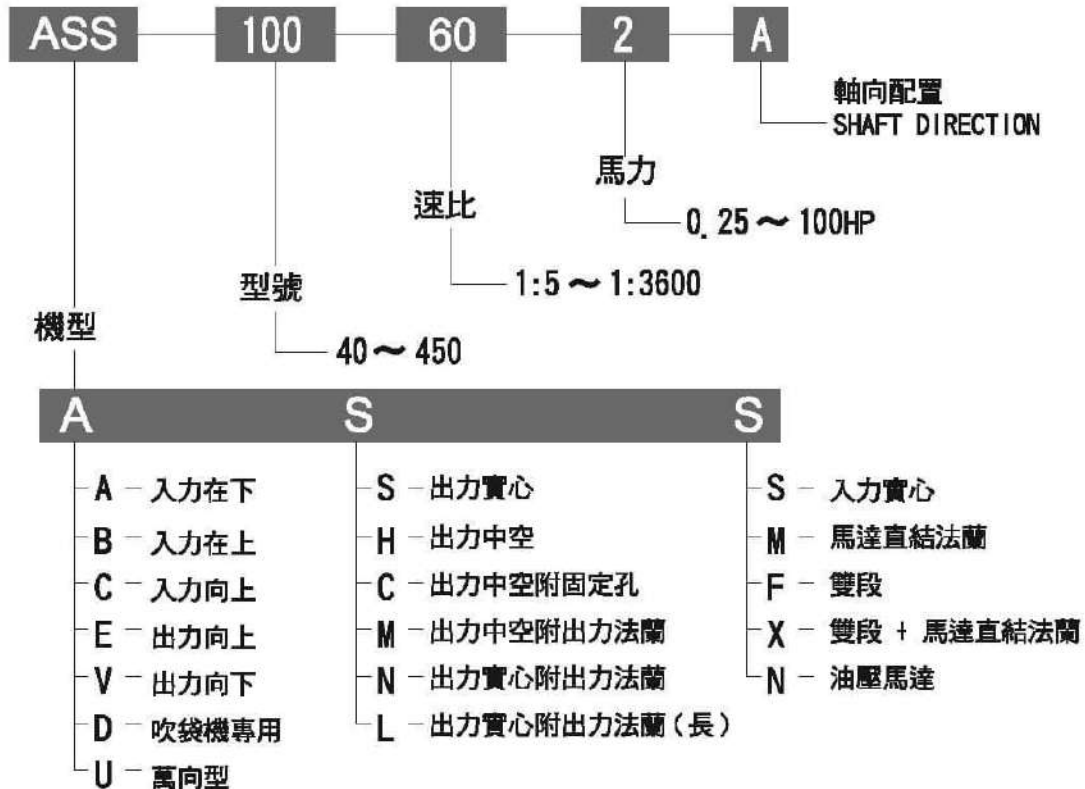 ASS 100 60 2 A
軸向配置
SHAFT DIRECTION
馬力
0.25～100HP
速比
1:5～1:3600
型號
40～450
機型
A S S
A－入力在下
B－入力在上
C－入力向上
E－出力向上
V－出力向下
D－吹袋機專用
U－萬向型
S－出力實心
H－出力中空
C－出力中空附固定孔
M－出力中空附出力法蘭
N－出力實心附出力法蘭
L－出力實心附出力法蘭(長)
S－入力實心
M－馬達直結法蘭
F－雙段
X－雙段 + 馬達直結法蘭
N－油壓馬達